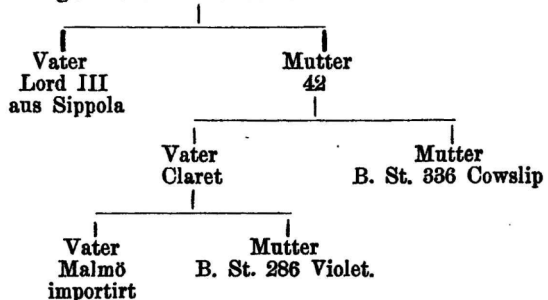 Vater Mutter
Lord III 42
aus Sippola
Vater Mutter
Claret B. St. 336 Cowslip
Vater Mutter
Malmö B. St. 286 Violet.
importirt